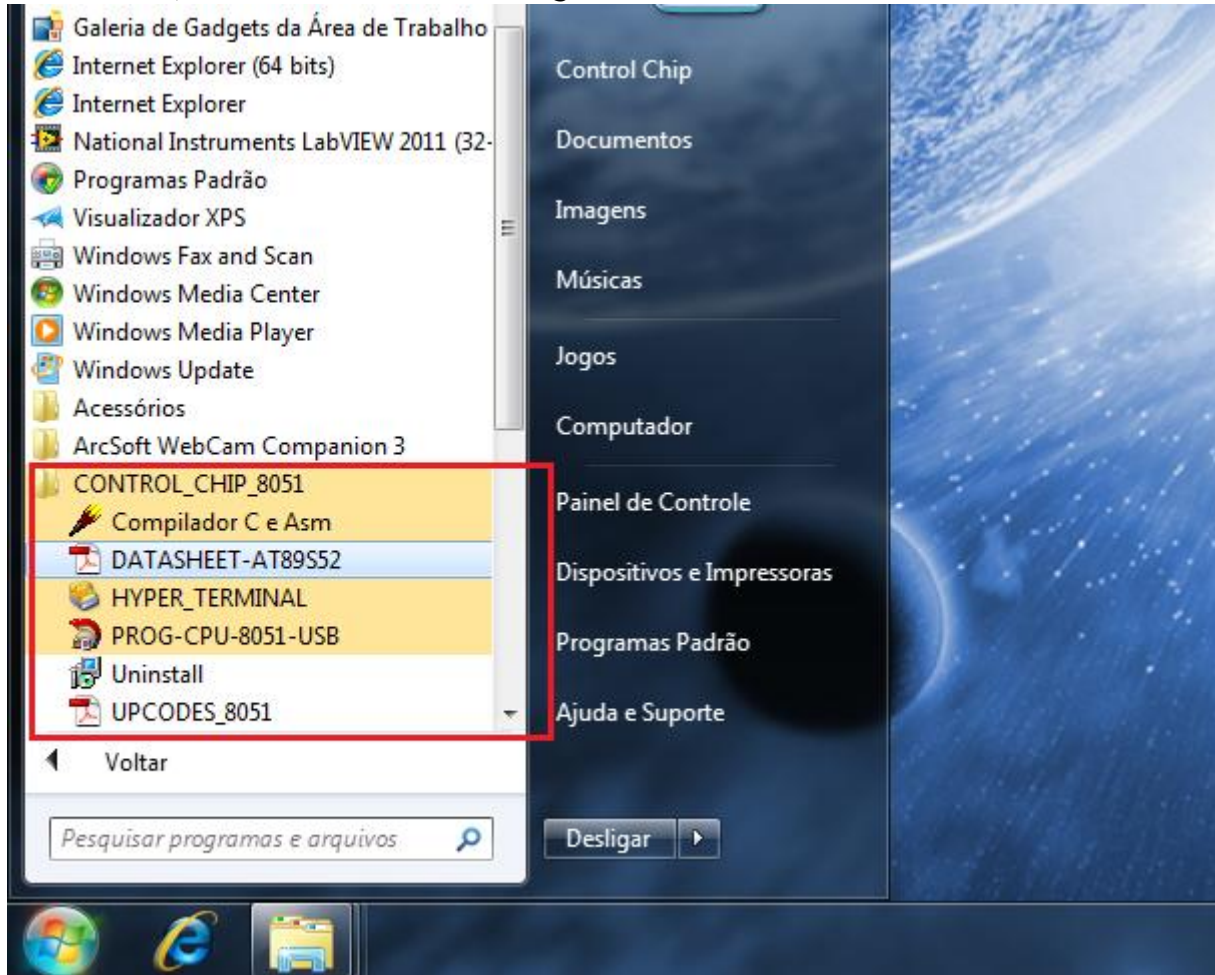 Galeria de Gadgets da Área de Trabalho
Internet Explorer (64 bits)
Internet Explorer
National Instruments LabVIEW 2011 (32-
Programas Padrão
Visualizador XPS
Windows Fax and Scan
Windows Media Center
Windows Media Player
Windows Update
Acessórios
ArcSoft WebCam Companion 3
CONTROL_CHIP_8051
Compilador C e Asm
DATASHEET-AT89S52
HYPER_TERMINAL
PROG-CPU-8051-USB
Uninstall
UPCODES_8051
Voltar
Pesquisar programas e arquivos
Control Chip
Documentos
Imagens
Músicas
Jogos
Computador
Painel de Controle
Dispositivos e Impressoras
Programas Padrão
Ajuda e Suporte
Desligar